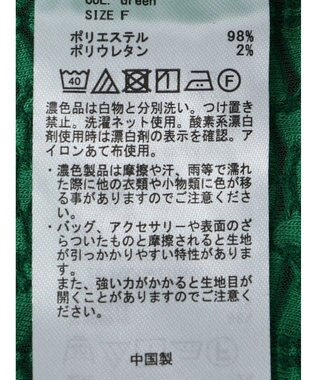 COL. Green
SIZE F
ポリエステル 98%
ポリウレタン 2%
40 F
濃色品は白物と分別洗い。つけ置き
禁止。洗濯ネット使用。酸素系漂白
剤使用時は漂白剤の表示を確認。ア
イロンあて布使用。
・濃色製品は摩擦や汗、雨等で濡れ
た際に他の衣類や小物類に色が移
る事がありますのでご注意くださ
い。
・バッグ、アクセサリーや表面のざ
らついたものと摩擦されると生地
が引っかかりやすい特性がありま
す。
また、強い力がかかると生地目が
開くことがありますのでご注意く
ださい。
中国製